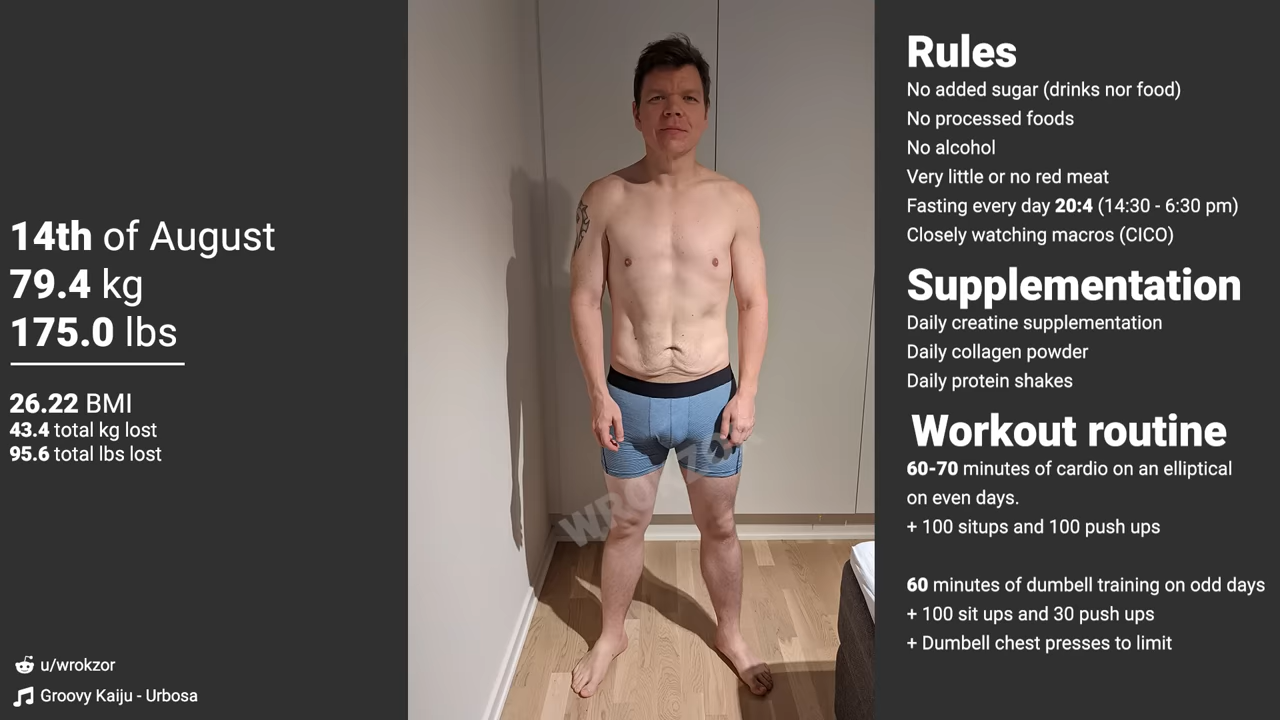 14th of August
79.4 kg
175.0 lbs
26.22 BMI
43.4 total kg lost
95.6 total lbs lost
u/wrokzor
Groovy Kaiju - Urbosa
WROKZOR
Rules
No added sugar (drinks nor food)
No processed foods
No alcohol
Very little or no red meat
Fasting every day 20:4 (14:30 - 6:30 pm)
Closely watching macros (CICO)
Supplementation
Daily creatine supplementation
Daily collagen powder
Daily protein shakes
Workout routine
60-70 minutes of cardio on an elliptical
on even days.
+ 100 situps and 100 push ups
60 minutes of dumbell training on odd days
+ 100 sit ups and 30 push ups
+ Dumbell chest presses to limit